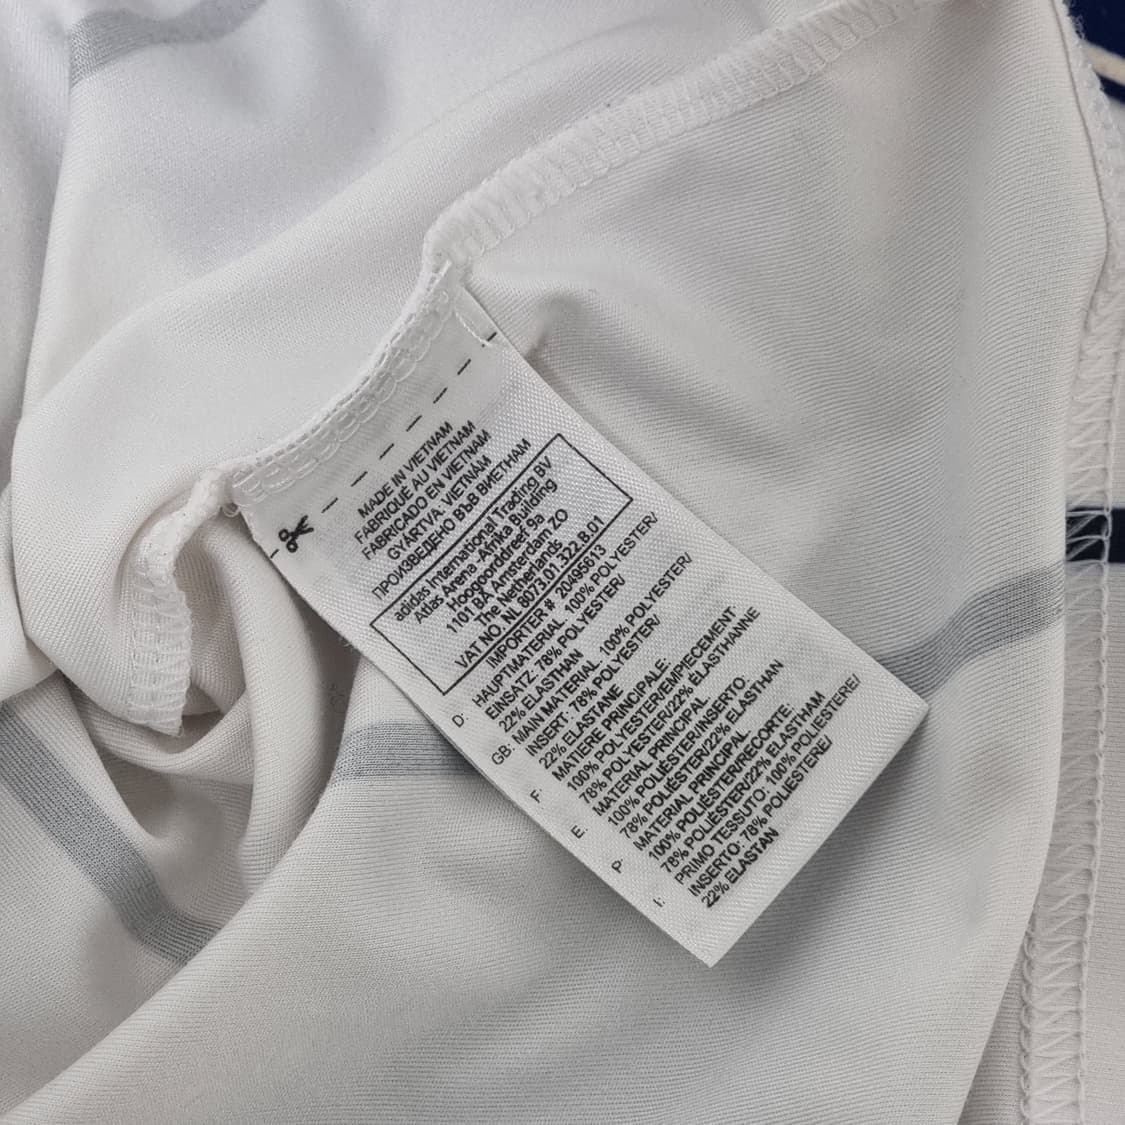 MADE IN VIETNAM
FABRIQUÉ AU VIETNAM
FABRICADO EN VIETNAM
GYÁRTVA: VIETNÁM
ПРОИЗВЕДЕНО ВЪВ ВИЕТНАМ
adidas International Trading BV
Atlas Arena -Afrika Building
Hoogoorddreef 9a
1101 BA Amsterdam ZO
The Netherlands
VAT NO. NL 8073.01.322.B.01
IMPORTER # 20495613
D: HAUPTMATERIAL. 100% POLYESTER/
EINSATZ: 78% POLYESTER/
22% ELASTHAN
GB: MAIN MATERIAL. 100% POLYESTER/
INSERT: 78% POLYESTER/
22% ELASTANE
F: MATIERE PRINCIPALE.
100% POLYESTER/EMPIECEMENT.
78% POLYESTER/22% ÉLASTHANNE
E: MATERIAL PRINCIPAL
100% POLIÉSTER/INSERTO:
78% POLIÉSTER/22% ELASTHAN
P: MATERIAL PRINCIPAL.
100% POLIÉSTER/RECORTE:
78% POLIÉSTER/22% ELASTHAM
I: PRIMO TESSUTO: 100% POLIESTERE/
INSERTO: 78% POLIESTERE/
22% ELASTAN